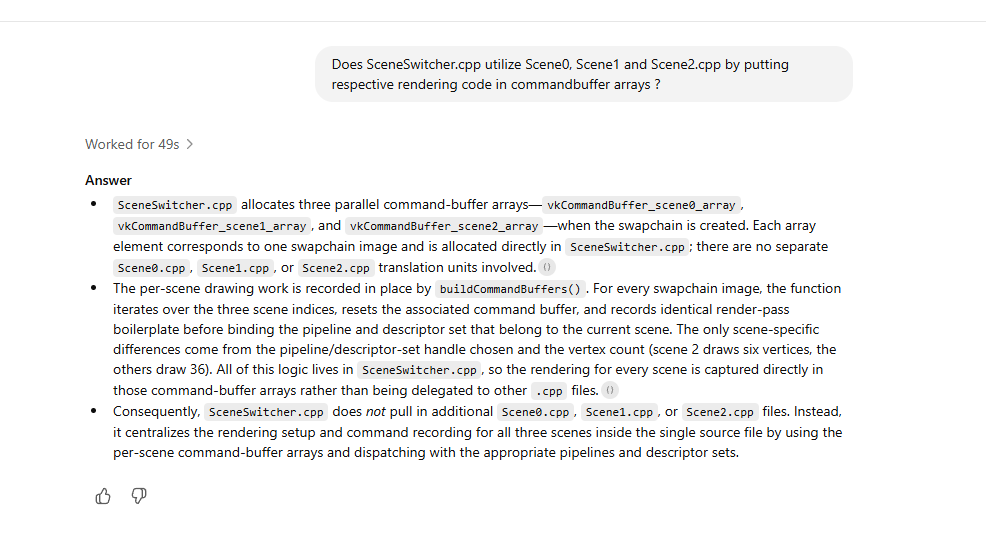 Does SceneSwitcher.cpp utilize Scene0, Scene1 and Scene2.cpp by putting
respective rendering code in commandbuffer arrays ?
Worked for 49s
Answer
• SceneSwitcher.cpp allocates three parallel command-buffer arrays—vkCommandBuffer_scene0_array,
vkCommandBuffer_scene1_array, and vkCommandBuffer_scene2_array—when the swapchain is created. Each array
element corresponds to one swapchain image and is allocated directly in SceneSwitcher.cpp; there are no separate
Scene0.cpp, Scene1.cpp, or Scene2.cpp translation units involved.
• The per-scene drawing work is recorded in place by buildCommandBuffers(). For every swapchain image, the function
iterates over the three scene indices, resets the associated command buffer, and records identical render-pass
boilerplate before binding the pipeline and descriptor set that belong to the current scene. The only scene-specific
differences come from the pipeline/descriptor-set handle chosen and the vertex count (scene 2 draws six vertices, the
others draw 36). All of this logic lives in SceneSwitcher.cpp, so the rendering for every scene is captured directly in
those command-buffer arrays rather than being delegated to other .cpp files.
• Consequently, SceneSwitcher.cpp does not pull in additional Scene0.cpp, Scene1.cpp, or Scene2.cpp files. Instead,
it centralizes the rendering setup and command recording for all three scenes inside the single source file by using the
per-scene command-buffer arrays and dispatching with the appropriate pipelines and descriptor sets.